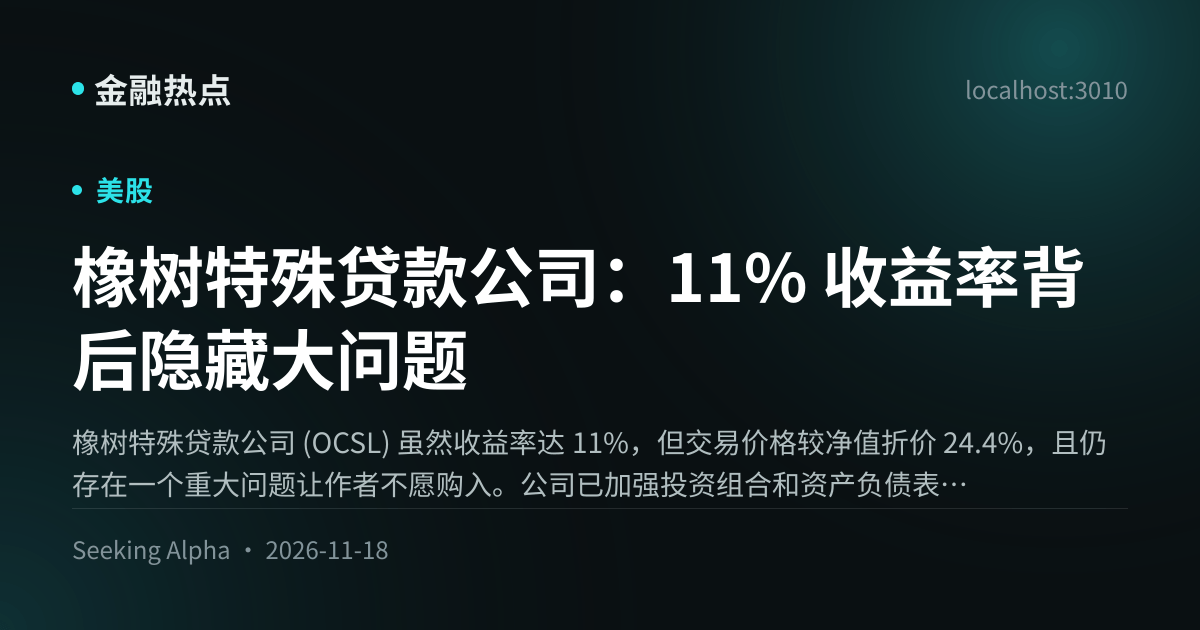 金融热点
localhost:3010
美股
橡树特殊贷款公司：11% 收益率背
后隐藏大问题
橡树特殊贷款公司 (OCSL) 虽然收益率达 11%，但交易价格较净值折价 24.4%，且仍
存在一个重大问题让作者不愿购入。公司已加强投资组合和资产负债表…
Seeking Alpha • 2026-11-18